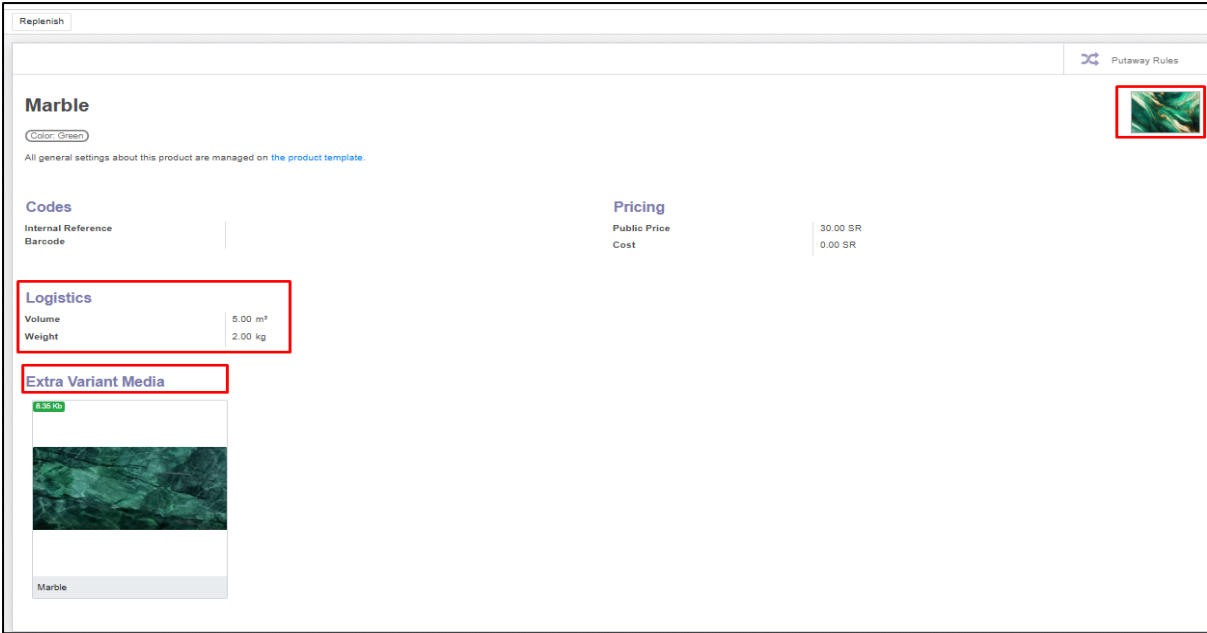 Replenish
Putaway Rules
Marble
Color: Green
All general settings about this product are managed on the product template.
Codes
Internal Reference
Barcode
Pricing
Public Price 30.00 SR
Cost 0.00 SR
Logistics
Volume 5.00 m³
Weight 2.00 kg
Extra Variant Media
8.35 Kb
Marble